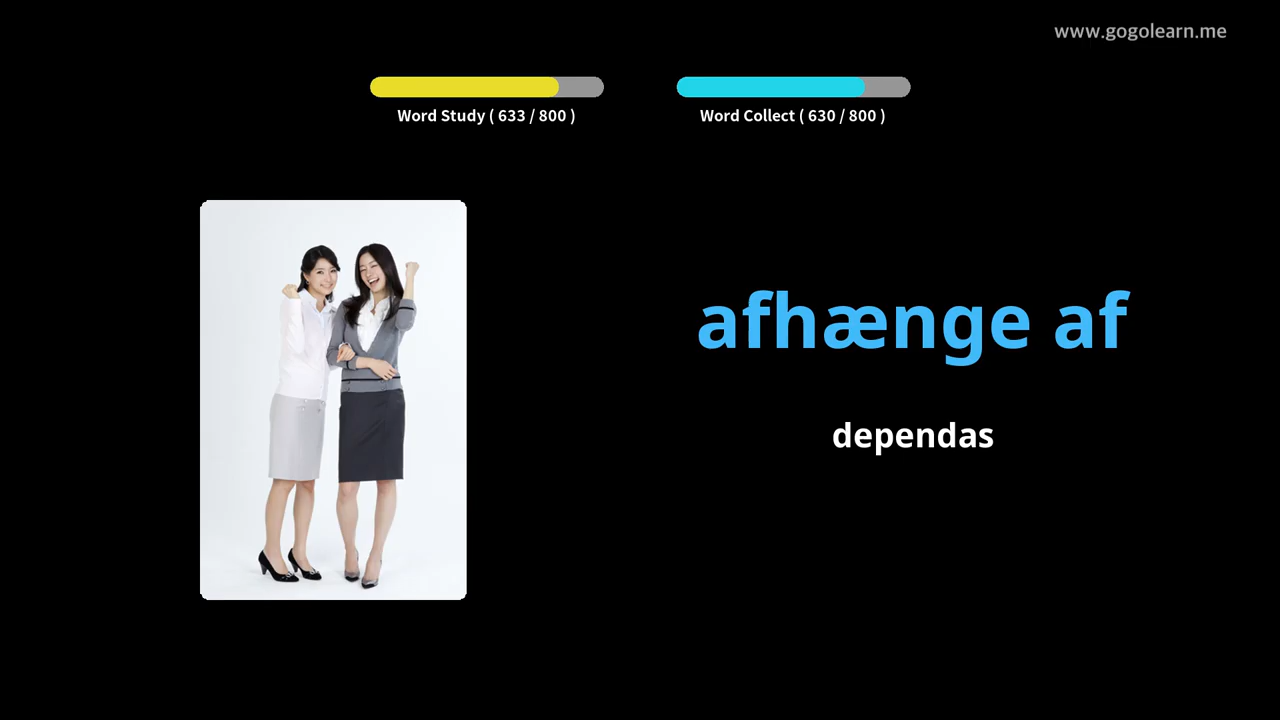 www.gogolearn.me
Word Study ( 633 / 800 )
Word Collect ( 630 / 800 )
afhænge af
dependas